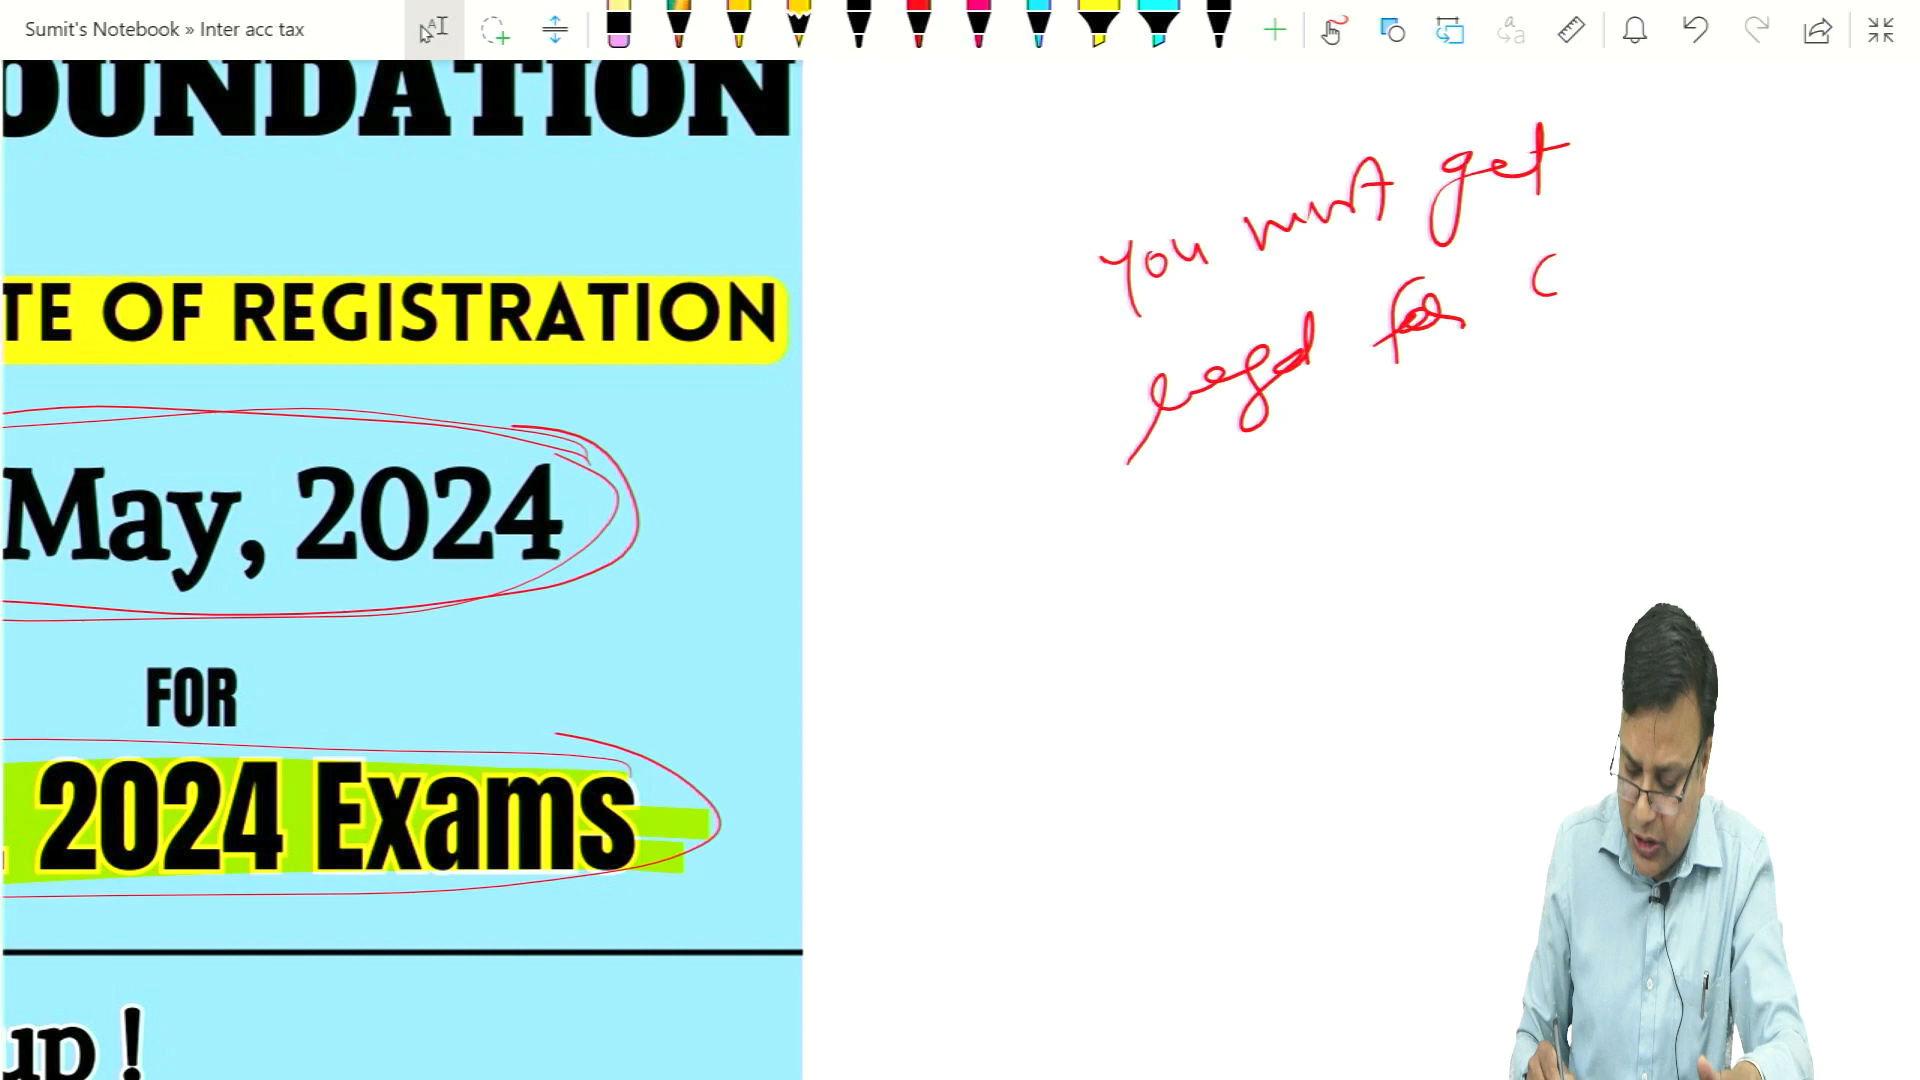 Sumit's Notebook » Inter acc tax
OUNDATION
TE OF REGISTRATION
May, 2024
FOR
. 2024 Exams
up !
You must get
regd for C